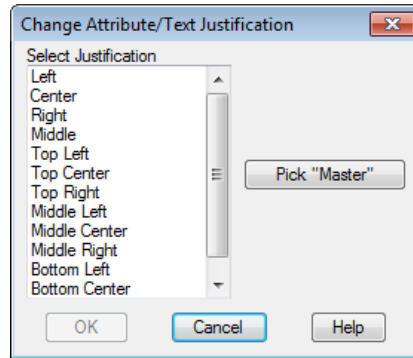 Change Attribute/Text Justification
Select Justification
Left
Center
Right
Middle
Top Left
Top Center
Top Right
Middle Left
Middle Center
Middle Right
Bottom Left
Bottom Center
Pick "Master"
OK
Cancel
Help